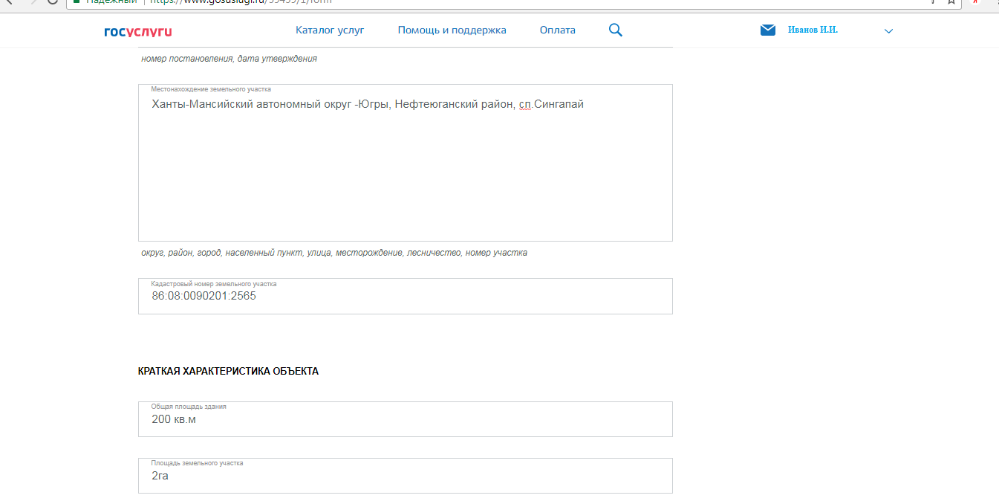 Надежный https://www.gosuslugi.ru/
госуслуги Каталог услуг Помощь и поддержка Оплата Иванов И.И.
номер постановления, дата утверждения
Местонахождение земельного участка
Ханты-Мансийский автономный округ -Югры, Нефтеюганский район, сп.Сингапай
округ, район, город, населенный пункт, улица, месторождение, лесничество, номер участка
Кадастровый номер земельного участка
86:08:0090201:2565
КРАТКАЯ ХАРАКТЕРИСТИКА ОБЪЕКТА
Общая площадь здания
200 кв.м
Площадь земельного участка
2га